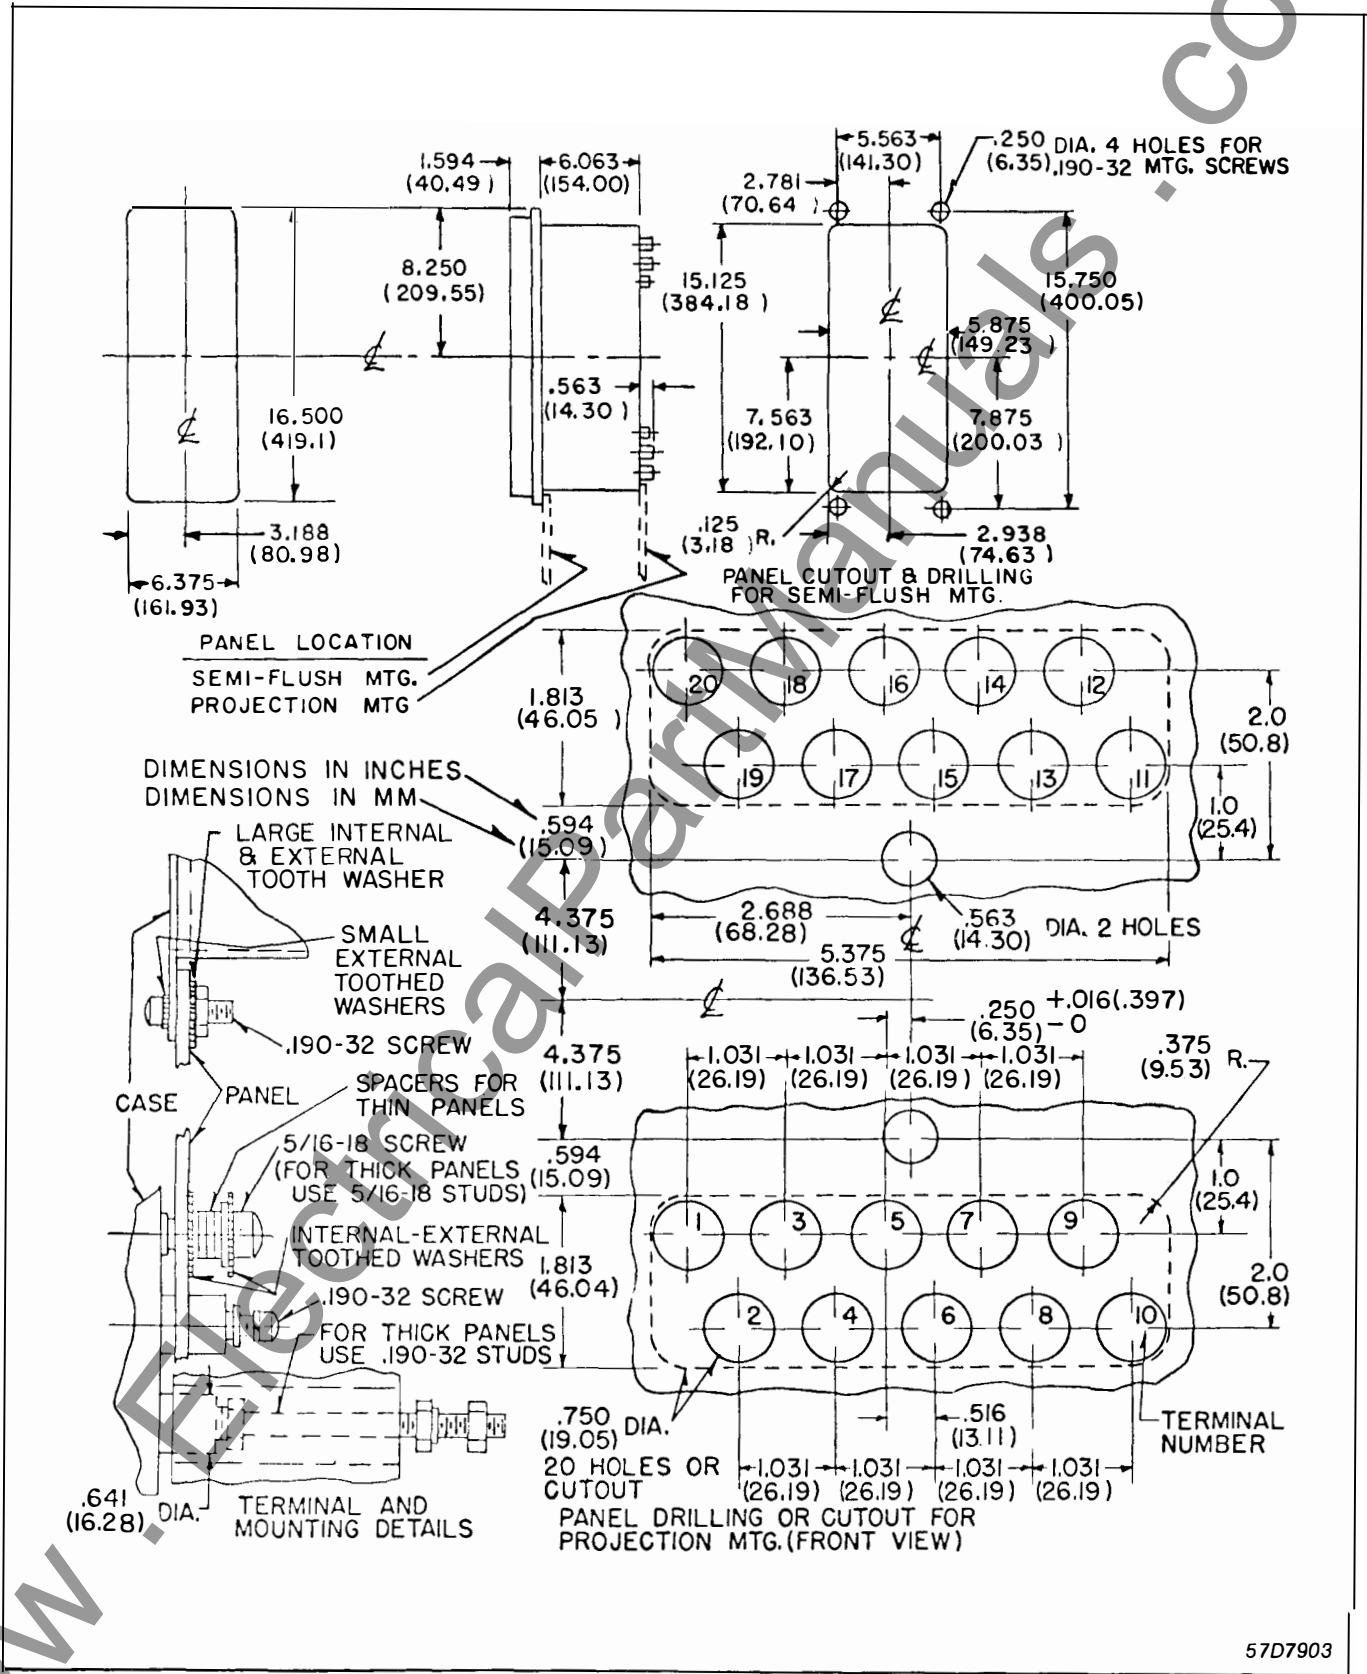 1.594
(40.49 )
6.063
(154.00)
5.563
(141.30)
.250 DIA. 4 HOLES FOR
(6.35) .190-32 MTG. SCREWS
2.781
(70.64 )
8.250
(209.55)
15.125
(384.18 )
15.750
(400.05)
5.875
(149.23 )
.563
(14.30 )
16.500
(419.1)
7.563
(192.10)
7.875
(200.03 )
3.188
(80.98)
6.375
(161.93)
.125
(3.18 ) R.
2.938
(74.63 )
PANEL CUTOUT & DRILLING
FOR SEMI-FLUSH MTG.
PANEL LOCATION
SEMI-FLUSH MTG.
PROJECTION MTG
1.813
(46.05 )
20 18 16 14 12
19 17 15 13 11
2.0
(50.8)
1.0
(25.4)
DIMENSIONS IN INCHES
DIMENSIONS IN MM
.594
(15.09)
LARGE INTERNAL
& EXTERNAL
TOOTH WASHER
4.375
(111.13)
2.688
(68.28)
.563
(14.30) DIA. 2 HOLES
5.375
(136.53)
SMALL
EXTERNAL
TOOTHED
WASHERS
.190-32 SCREW
.250 +.016(.397)
(6.35) -0
4.375
(111.13)
1.031 1.031 1.031 1.031
(26.19) (26.19) (26.19) (26.19)
.375
(9.53) R.
CASE
PANEL
SPACERS FOR
THIN PANELS
5/16-18 SCREW
(FOR THICK PANELS
USE 5/16-18 STUDS)
.594
(15.09)
1.0
(25.4)
INTERNAL-EXTERNAL
TOOTHED WASHERS
1.813
(46.04)
1 3 5 7 9
2 4 6 8 10
2.0
(50.8)
.190-32 SCREW
FOR THICK PANELS
USE .190-32 STUDS
.750
(19.05) DIA.
20 HOLES OR
CUTOUT
.516
(13.11)
TERMINAL
NUMBER
1.031 1.031 1.031 1.031
(26.19) (26.19) (26.19) (26.19)
.641
(16.28) DIA.
TERMINAL AND
MOUNTING DETAILS
PANEL DRILLING OR CUTOUT FOR
PROJECTION MTG.(FRONT VIEW)
57D7903
w.ElectricalPartManuals.co